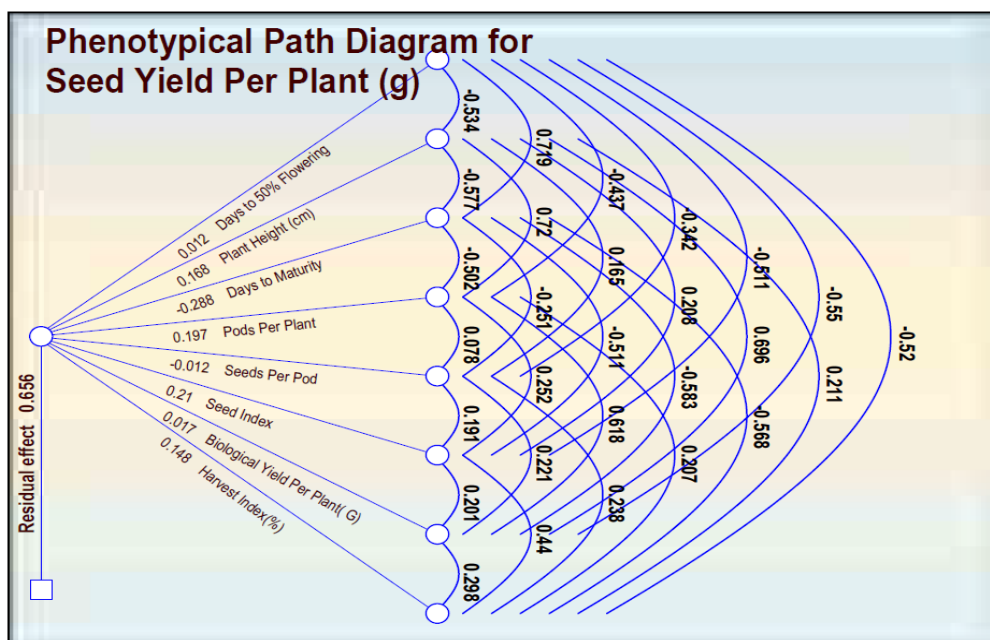 Phenotypical Path Diagram for
Seed Yield Per Plant (g)
0.012 Days to 50% Flowering
0.168 Plant Height (cm)
-0.288 Days to Maturity
0.197 Pods Per Plant
-0.012 Seeds Per Pod
0.21 Seed Index
0.017 Biological Yield Per Plant( G)
0.148 Harvest Index(%)
Residual effect 0.656
-0.534
-0.577
-0.502
0.078
0.191
0.201
0.298
0.719
0.72
-0.251
0.252
0.221
0.44
-0.437
0.165
-0.511
0.618
0.238
-0.342
0.208
-0.583
0.207
-0.511
0.696
-0.568
-0.55
0.211
-0.52